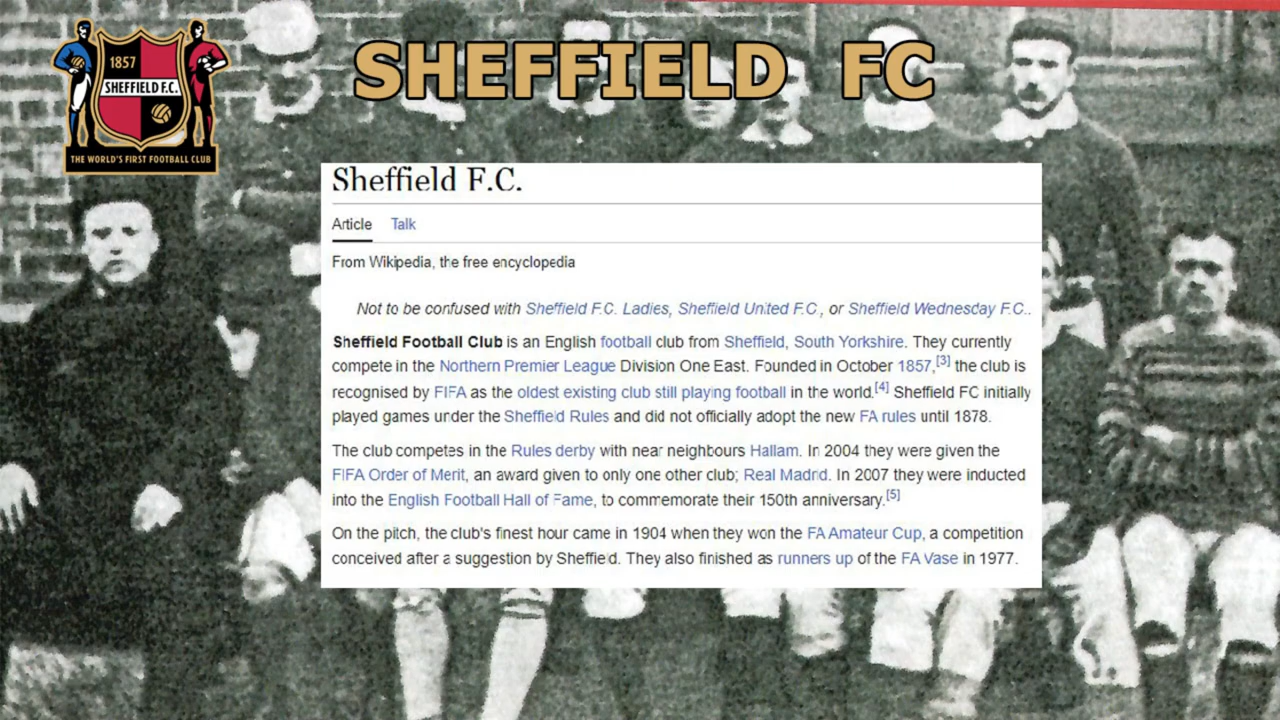 1857
SHEFFIELD F.C.
THE WORLD'S FIRST FOOTBALL CLUB
SHEFFIELD FC
Sheffield F.C.
Article Talk
From Wikipedia, the free encyclopedia
Not to be confused with Sheffield F.C. Ladies, Sheffield United F.C., or Sheffield Wednesday F.C..
Sheffield Football Club is an English football club from Sheffield, South Yorkshire. They currently
compete in the Northern Premier League Division One East. Founded in October 1857,[3] the club is
recognised by FIFA as the oldest existing club still playing football in the world.[4] Sheffield FC initially
played games under the Sheffield Rules and did not officially adopt the new FA rules until 1878.
The club competes in the Rules derby with near neighbours Hallam. In 2004 they were given the
FIFA Order of Merit, an award given to only one other club; Real Madrid. In 2007 they were inducted
into the English Football Hall of Fame, to commemorate their 150th anniversary.[5]
On the pitch, the club's finest hour came in 1904 when they won the FA Amateur Cup, a competition
conceived after a suggestion by Sheffield. They also finished as runners up of the FA Vase in 1977.